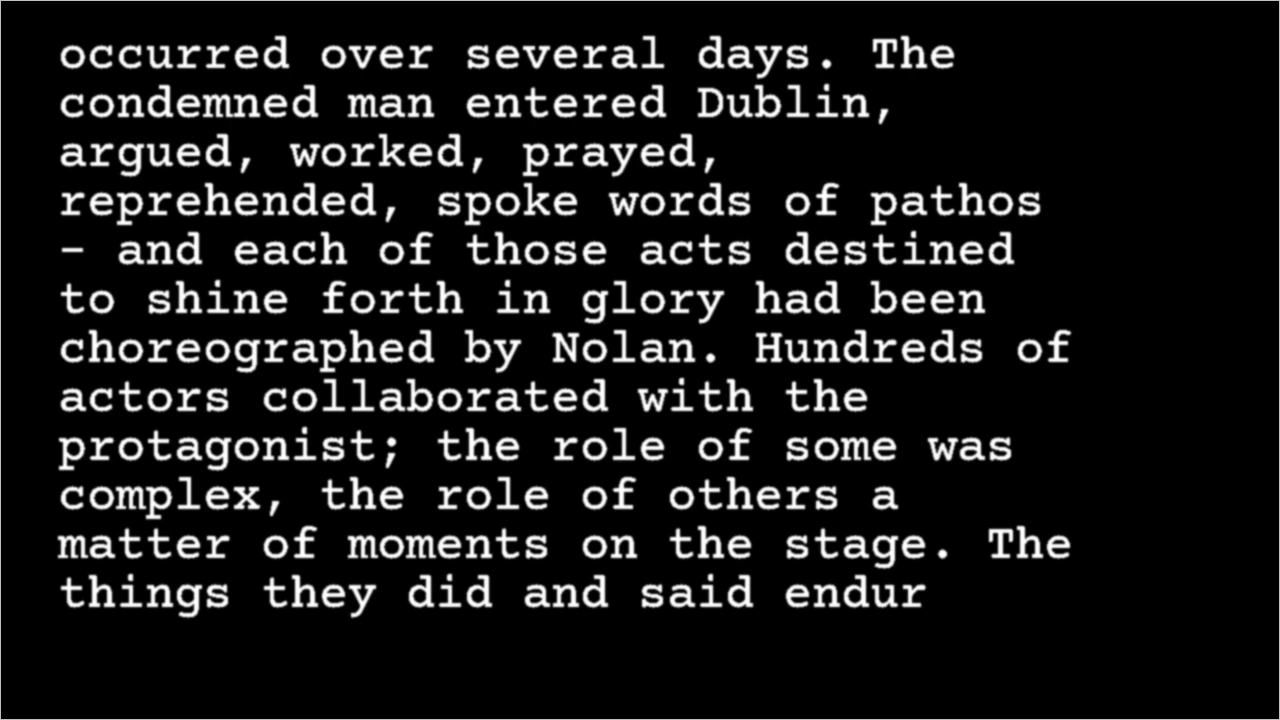 occurred over several days. The
condemned man entered Dublin,
argued, worked, prayed,
reprehended, spoke words of pathos
– and each of those acts destined
to shine forth in glory had been
choreographed by Nolan. Hundreds of
actors collaborated with the
protagonist; the role of some was
complex, the role of others a
matter of moments on the stage. The
things they did and said endur